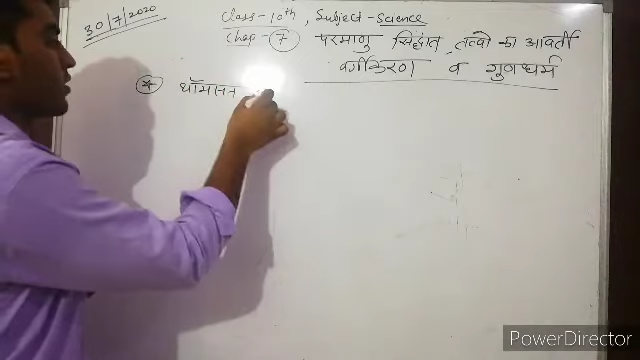 30/7/2020
Class-10th, Subject-Science
Chap-7 परमाणु सिद्धांत, तत्वो का आवर्ती
वर्गीकरण व गुणधर्म
* थॉमसन
PowerDirector